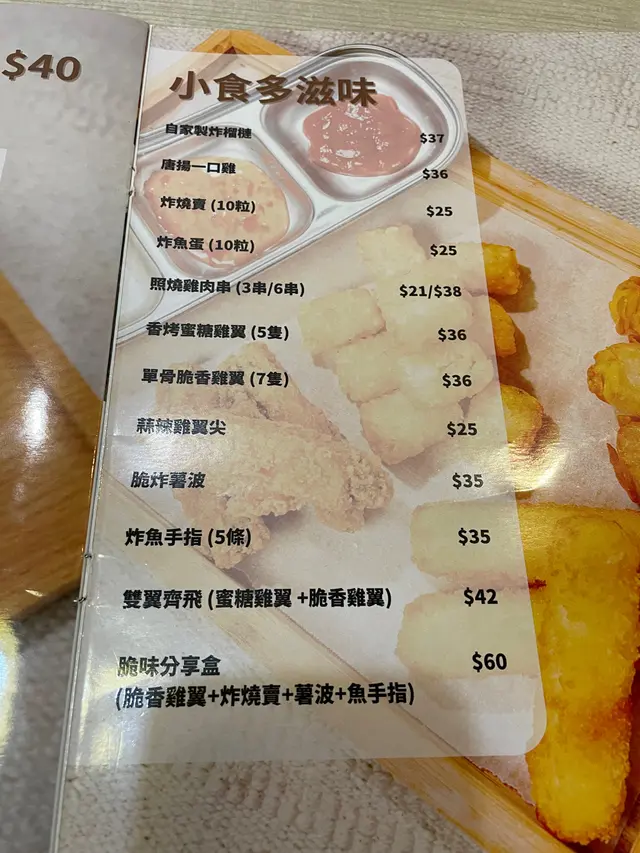 $40
小食多滋味
自家製炸榴槤 $37
唐揚一口雞 $36
炸燒賣 (10粒) $25
炸魚蛋 (10粒) $25
照燒雞肉串 (3串/6串) $21/$38
香烤蜜糖雞翼 (5隻) $36
單骨脆香雞翼 (7隻) $36
蒜辣雞翼尖 $25
脆炸薯波 $35
炸魚手指 (5條) $35
雙翼齊飛 (蜜糖雞翼 +脆香雞翼) $42
脆味分享盒 $60
(脆香雞翼+炸燒賣+薯波+魚手指)